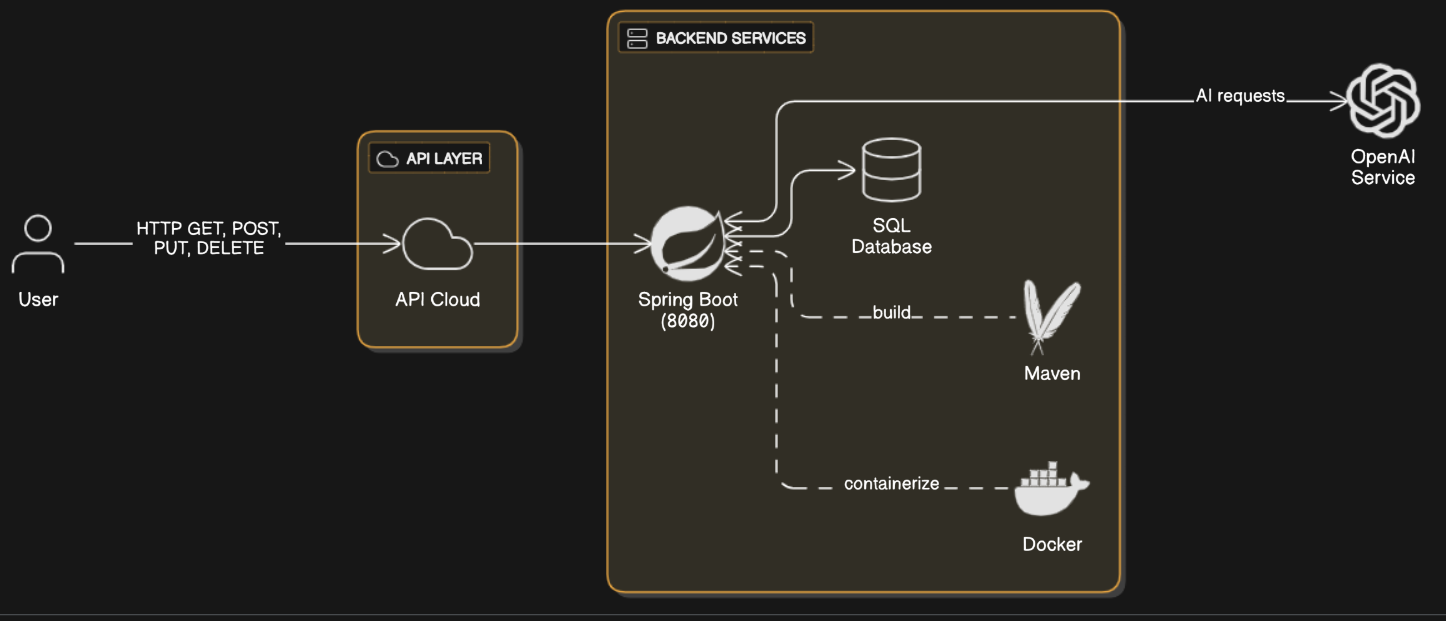 BACKEND SERVICES
AI requests
OpenAI
Service
API LAYER
HTTP GET, POST,
PUT, DELETE
SQL
Database
User
API Cloud
Spring Boot
(8080)
build
Maven
containerize
Docker